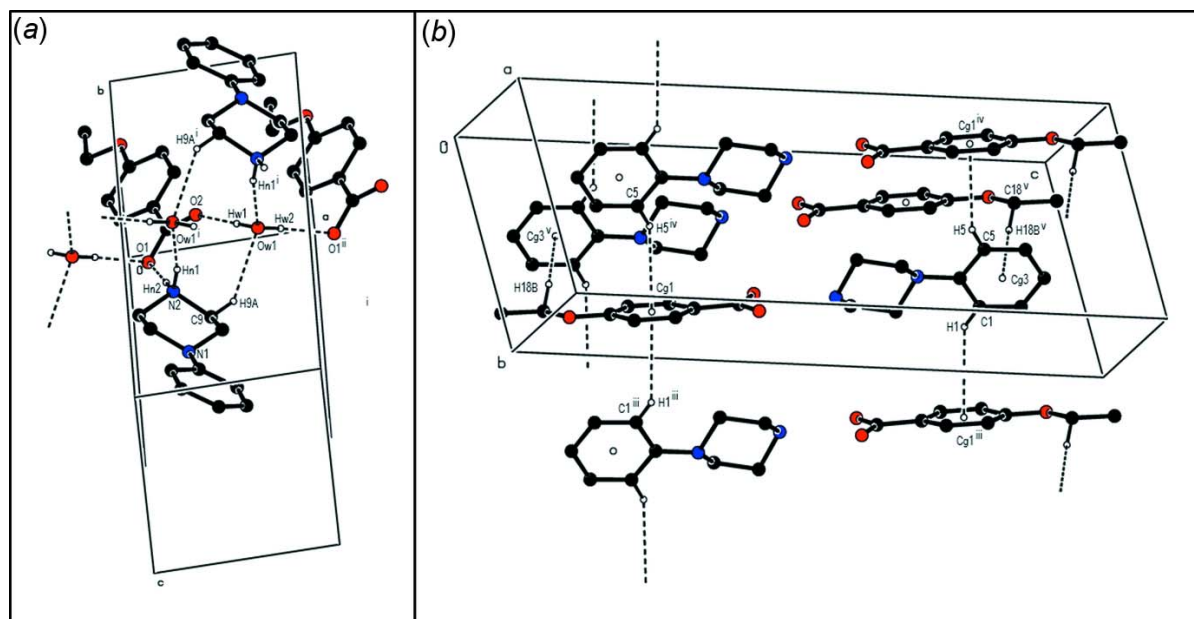 (a)
b
H9A i
Hn1 i
O2
Hw1
Hw2
a
Ow1 i
Ow1
O1 ii
O1
0
Hn1
Hn2
N2
H9A
C9
i
N1
c
(b)
a
0
Cg1 iv
c
C5
C18 v
H5 iv
H5
C5
H18B v
Cg3 v
Cg3
H18B
Cg1
C1
H1
b
C1 iii
H1 iii
Cg1 iii